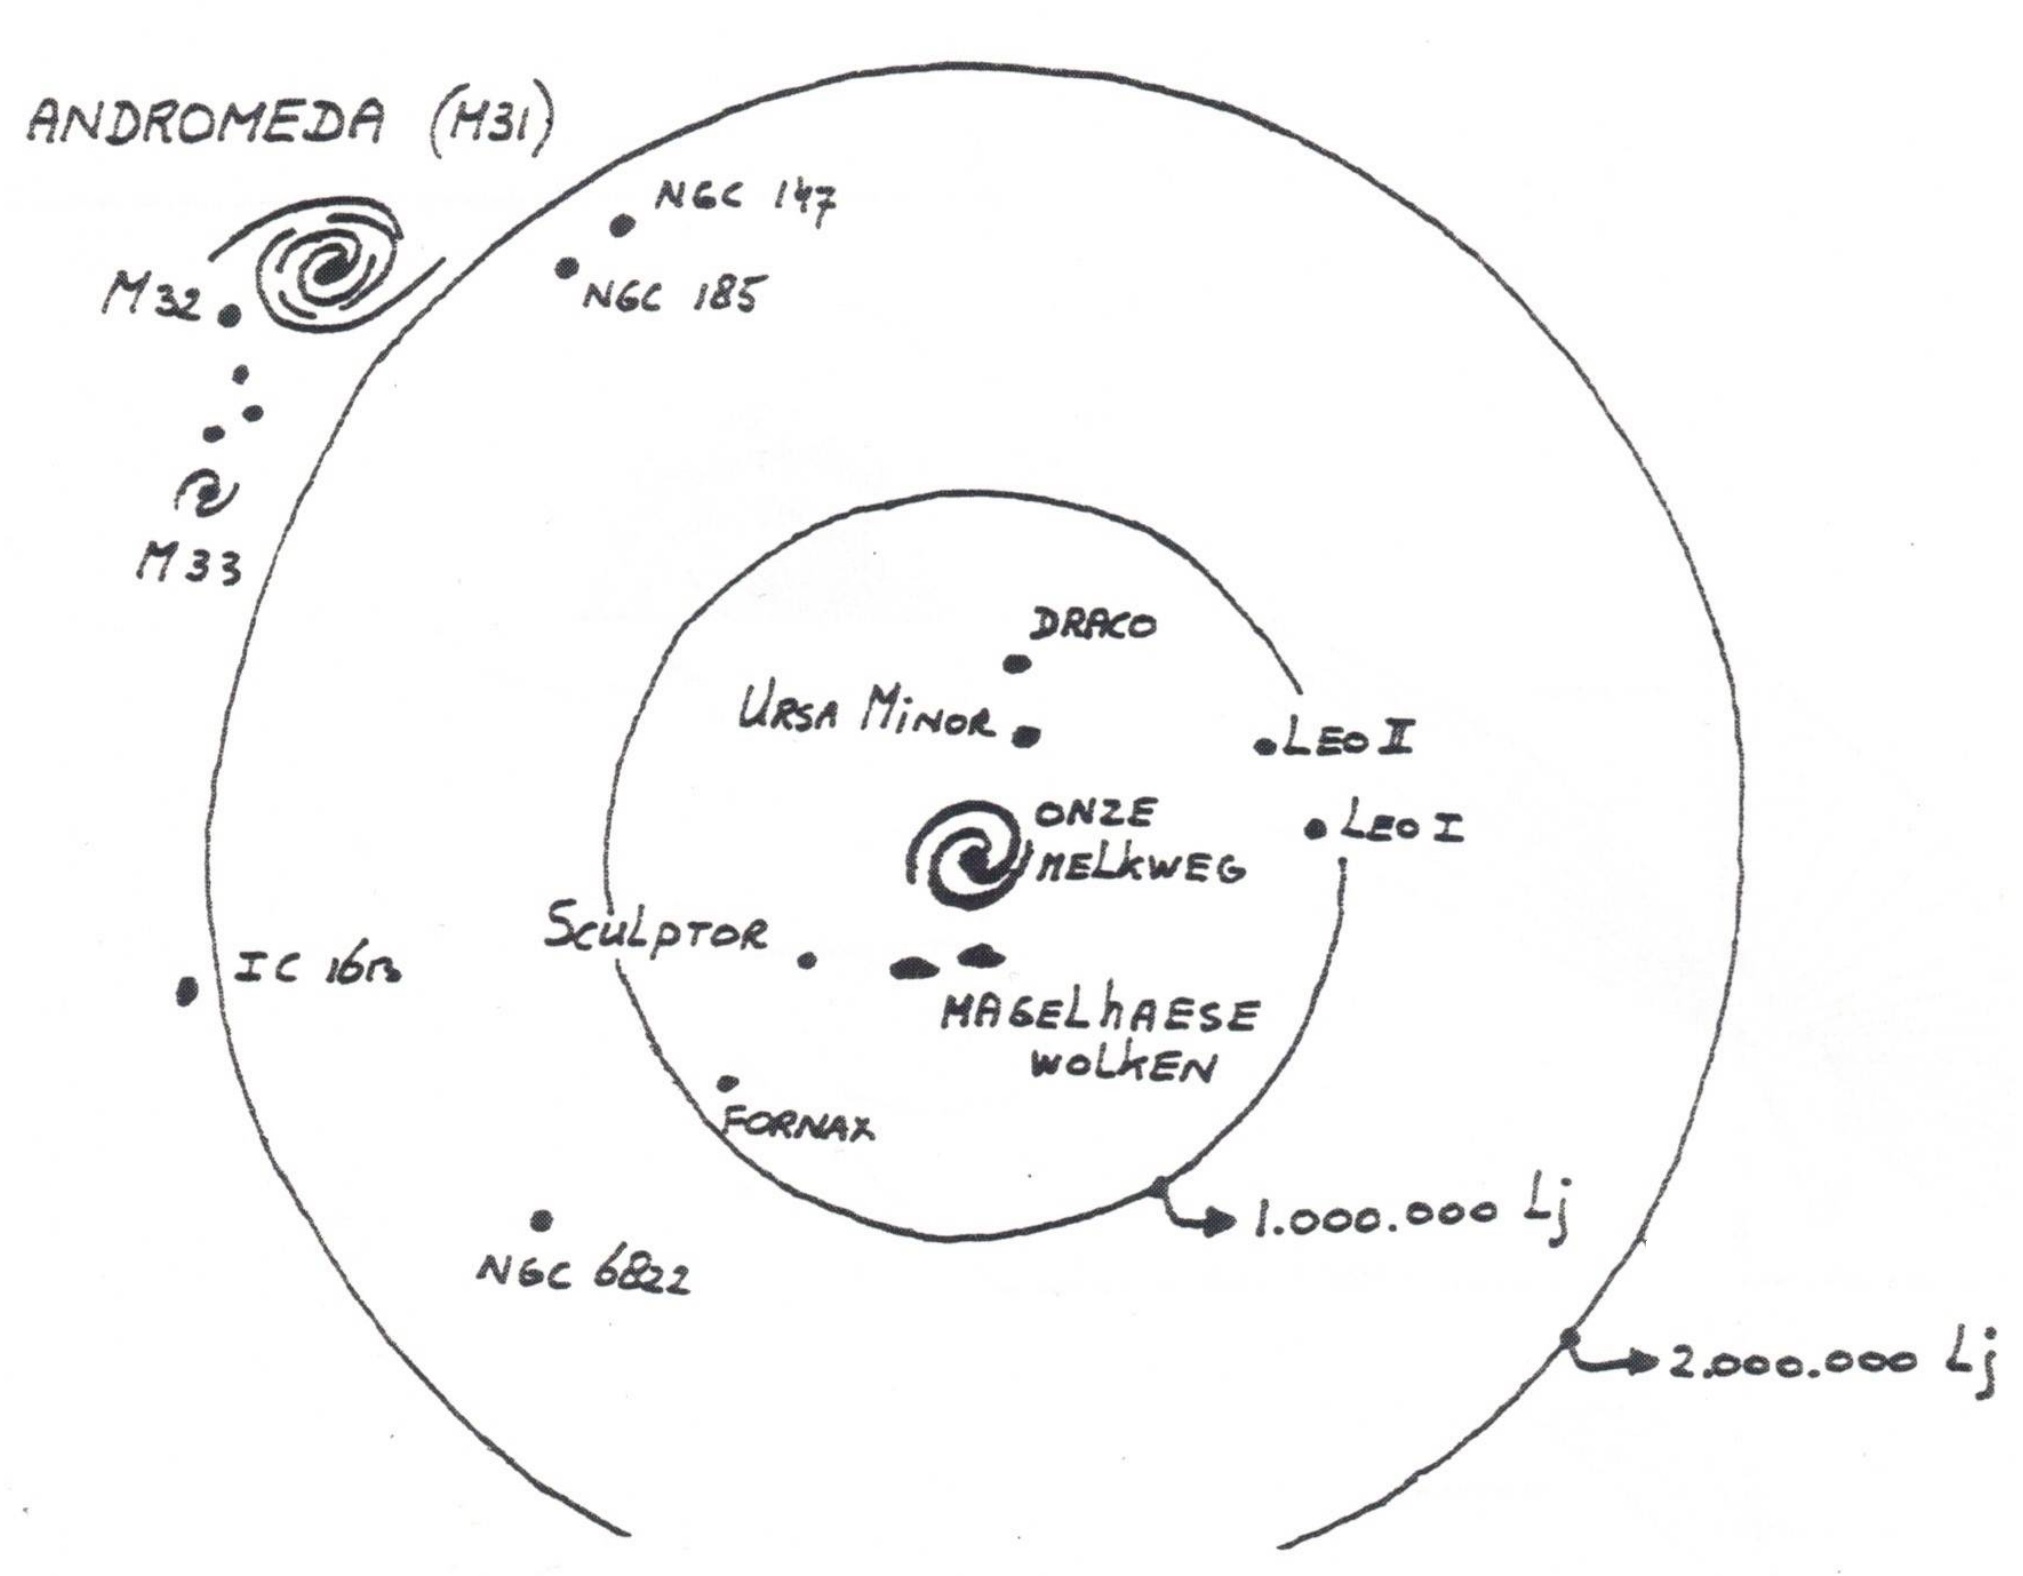 ANDROMEDA (M31)
NGC 147
NGC 185
M32
M33
DRACO
URSA MINOR
LEO II
LEO I
ONZE
MELKWEG
SCULPTOR
IC
MAGELHAESE
WOLKEN
FORNAX
1.000.000 Lj
NGC 6822
2.000.000 Lj